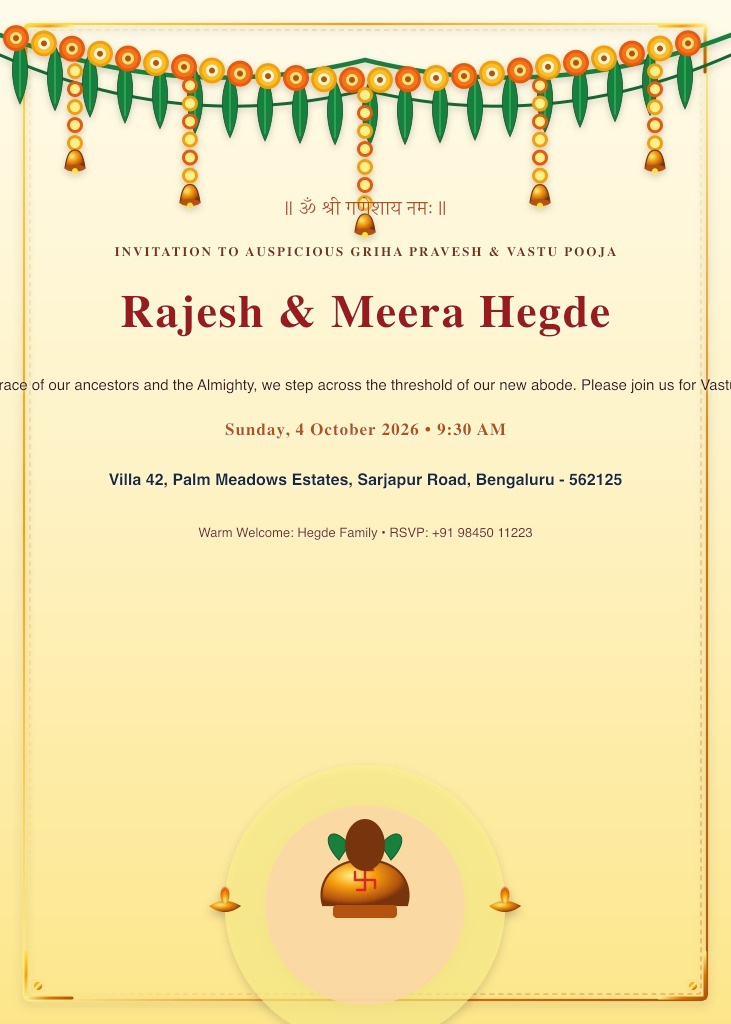 ॥ ॐ श्री गणेशाय नमः ॥
INVITATION TO AUSPICIOUS GRIHA PRAVESH & VASTU POOJA
Rajesh & Meera Hegde
of our ancestors and the Almighty, we step across the threshold of our new abode. Please join us for
Sunday, 4 October 2026 • 9:30 AM
Villa 42, Palm Meadows Estates, Sarjapur Road, Bengaluru - 562125
Warm Welcome: Hegde Family • RSVP: +91 98450 11223